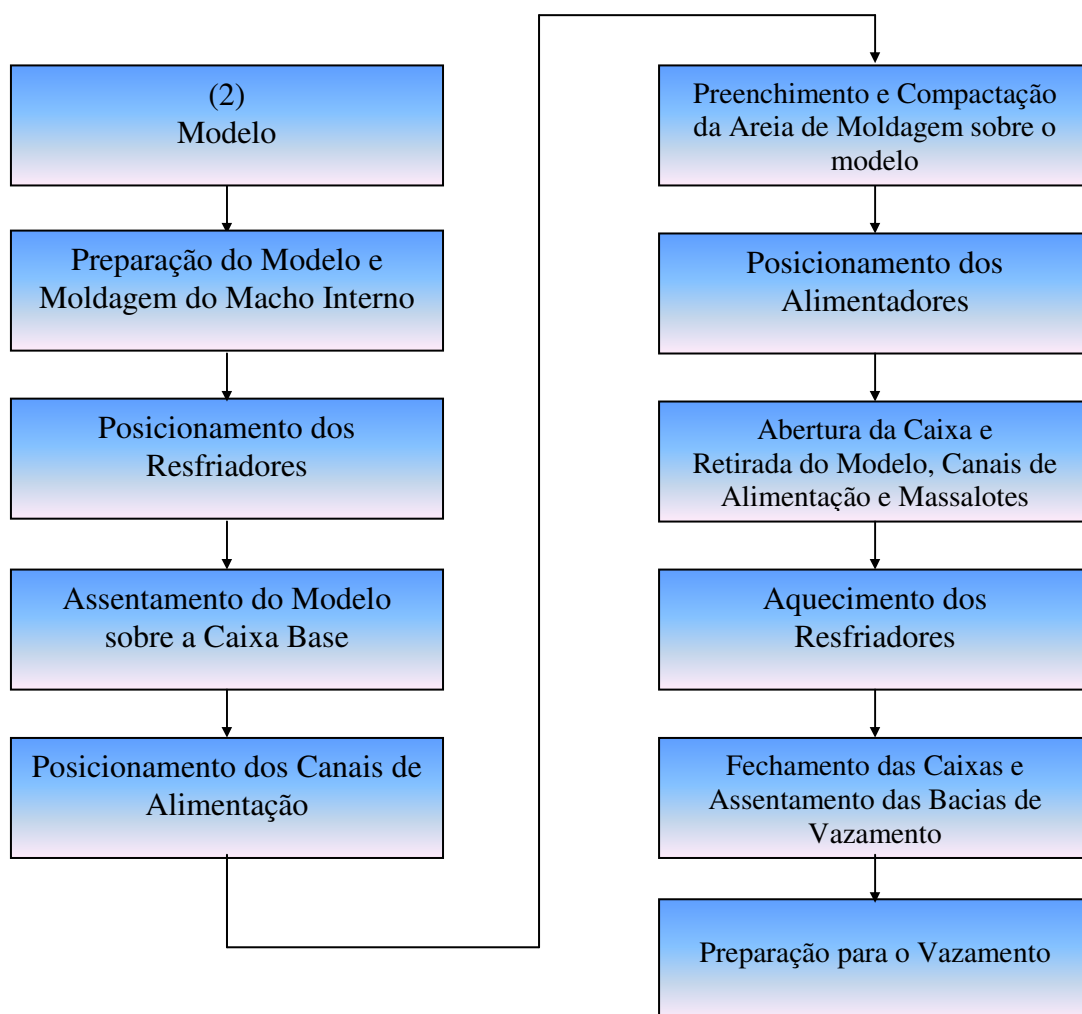 (2)
Modelo
Preparação do Modelo e
Moldagem do Macho Interno
Posicionamento dos
Resfriadores
Assentamento do Modelo
sobre a Caixa Base
Posicionamento dos Canais de
Alimentação
Preenchimento e Compactação
da Areia de Moldagem sobre o
modelo
Posicionamento dos
Alimentadores
Abertura da Caixa e
Retirada do Modelo, Canais de
Alimentação e Massalotes
Aquecimento dos
Resfriadores
Fechamento das Caixas e
Assentamento das Bacias de
Vazamento
Preparação para o Vazamento